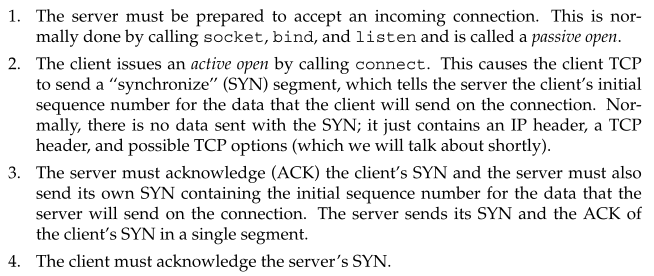 1. The server must be prepared to accept an incoming connection. This is nor-
mally done by calling socket, bind, and listen and is called a passive open.
2. The client issues an active open by calling connect. This causes the client TCP
to send a “synchronize” (SYN) segment, which tells the server the client’s initial
sequence number for the data that the client will send on the connection. Nor-
mally, there is no data sent with the SYN; it just contains an IP header, a TCP
header, and possible TCP options (which we will talk about shortly).
3. The server must acknowledge (ACK) the client’s SYN and the server must also
send its own SYN containing the initial sequence number for the data that the
server will send on the connection. The server sends its SYN and the ACK of
the client’s SYN in a single segment.
4. The client must acknowledge the server’s SYN.